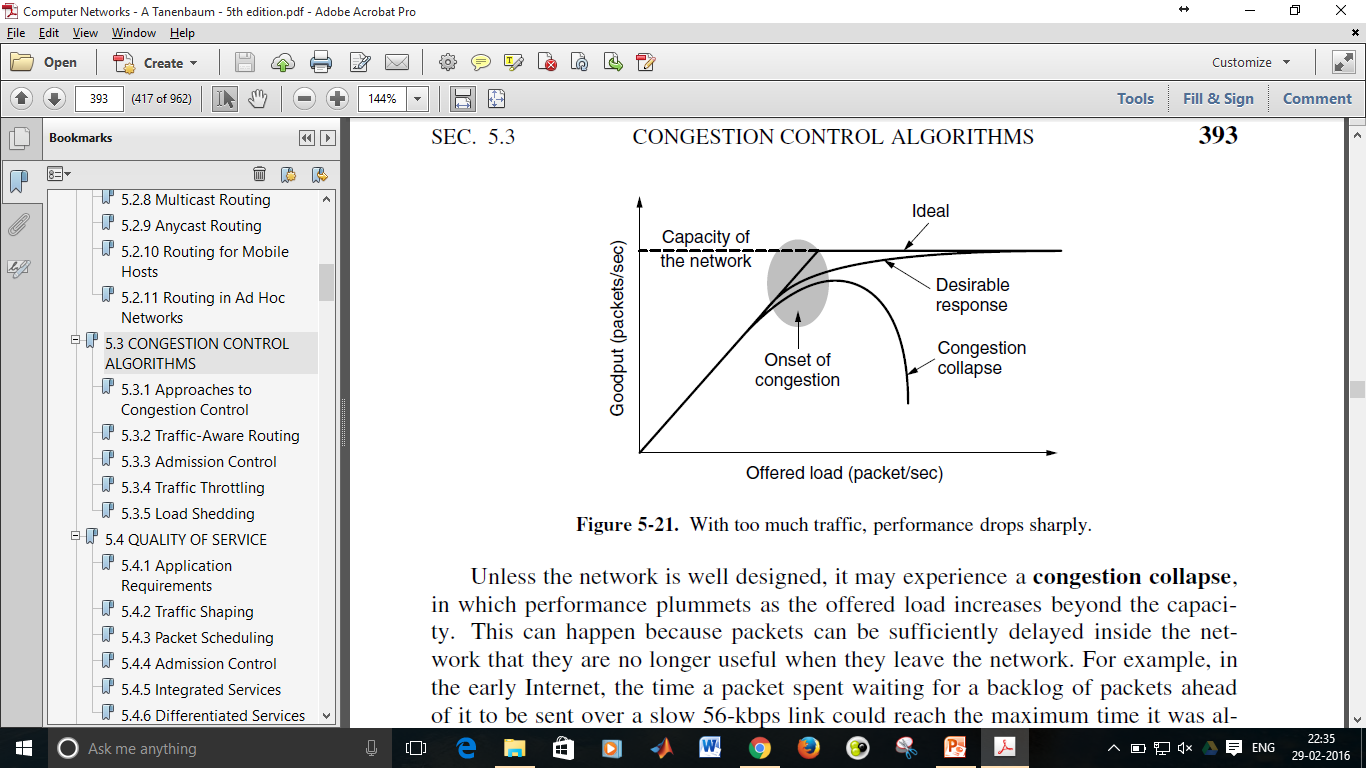 Computer Networks - A Tanenbaum - 5th edition.pdf - Adobe Acrobat Pro
File Edit View Window Help
Open Create Customize
393 (417 of 962) 144% Tools Fill & Sign Comment
Bookmarks
5.2.8 Multicast Routing
5.2.9 Anycast Routing
5.2.10 Routing for Mobile
Hosts
5.2.11 Routing in Ad Hoc
Networks
5.3 CONGESTION CONTROL
ALGORITHMS
5.3.1 Approaches to
Congestion Control
5.3.2 Traffic-Aware Routing
5.3.3 Admission Control
5.3.4 Traffic Throttling
5.3.5 Load Shedding
5.4 QUALITY OF SERVICE
5.4.1 Application
Requirements
5.4.2 Traffic Shaping
5.4.3 Packet Scheduling
5.4.4 Admission Control
5.4.5 Integrated Services
5.4.6 Differentiated Services
SEC. 5.3 CONGESTION CONTROL ALGORITHMS 393
Ideal
Capacity of
the network
Desirable
response
Onset of
congestion
Congestion
collapse
Goodput (packets/sec)
Offered load (packet/sec)
Figure 5-21. With too much traffic, performance drops sharply.
Unless the network is well designed, it may experience a congestion collapse,
in which performance plummets as the offered load increases beyond the capaci-
ty. This can happen because packets can be sufficiently delayed inside the net-
work that they are no longer useful when they leave the network. For example, in
the early Internet, the time a packet spent waiting for a backlog of packets ahead
of it to be sent over a slow 56-kbps link could reach the maximum time it was al-
Ask me anything
ENG
22:35
29-02-2016